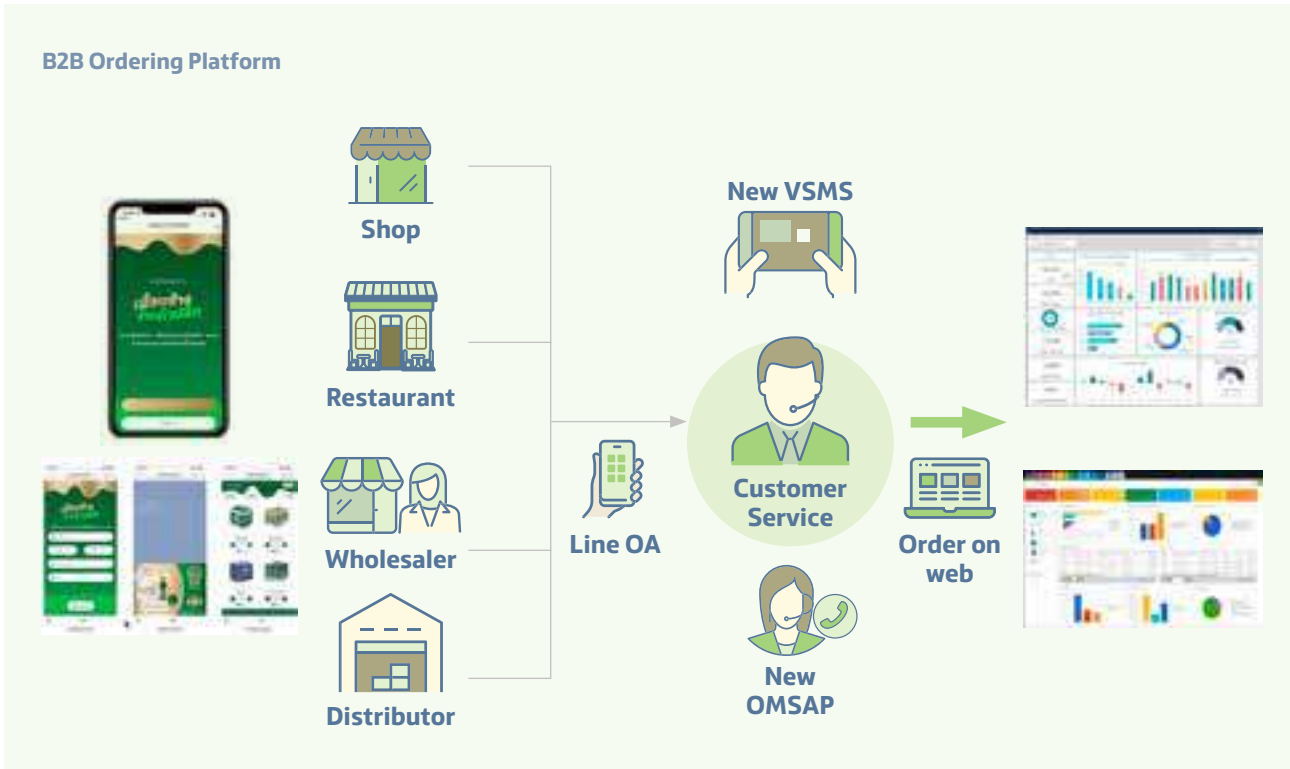 B2B Ordering Platform
Shop
Restaurant
Wholesaler
Distributor
Line OA
New VSMS
Customer
Service
New
OMSAP
Order on
web